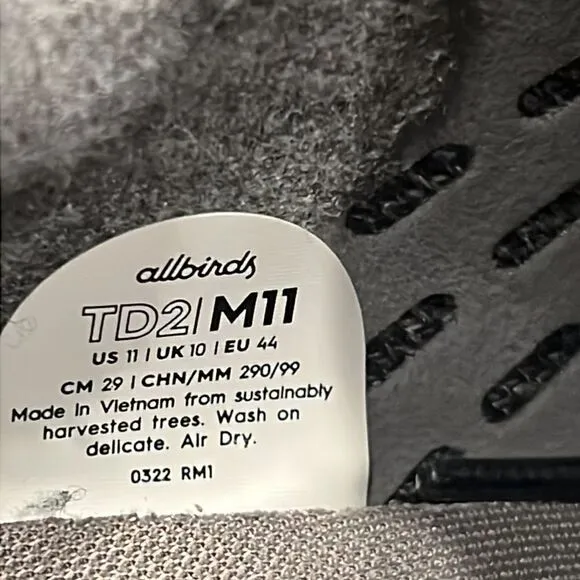 allbirds
TD2| M11
US 11 | UK 10 | EU 44
CM 29 | CHN/MM 290/99
Made in Vietnam from sustainably
harvested trees. Wash on
delicate. Air Dry.
0322 RM1